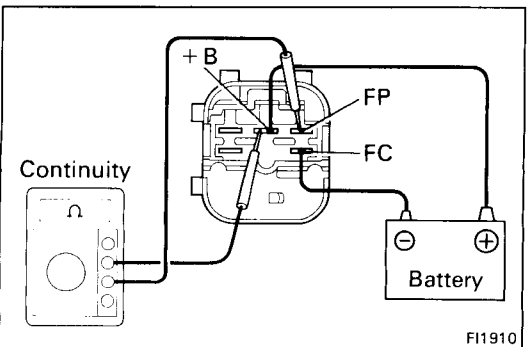 + B
FP
FC
Continuity
Ω
⊖ ⊕
Battery
FI1910